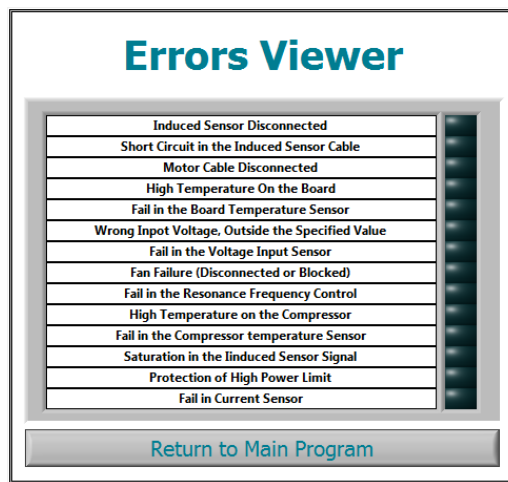 Errors Viewer
Induced Sensor Disconnected
Short Circuit in the Induced Sensor Cable
Motor Cable Disconnected
High Temperature On the Board
Fail in the Board Temperature Sensor
Wrong Inpot Voltage, Outside the Specified Value
Fail in the Voltage Input Sensor
Fan Failure (Disconnected or Blocked)
Fail in the Resonance Frequency Control
High Temperature on the Compressor
Fail in the Compressor temperature Sensor
Saturation in the Iinduced Sensor Signal
Protection of High Power Limit
Fail in Current Sensor
Return to Main Program